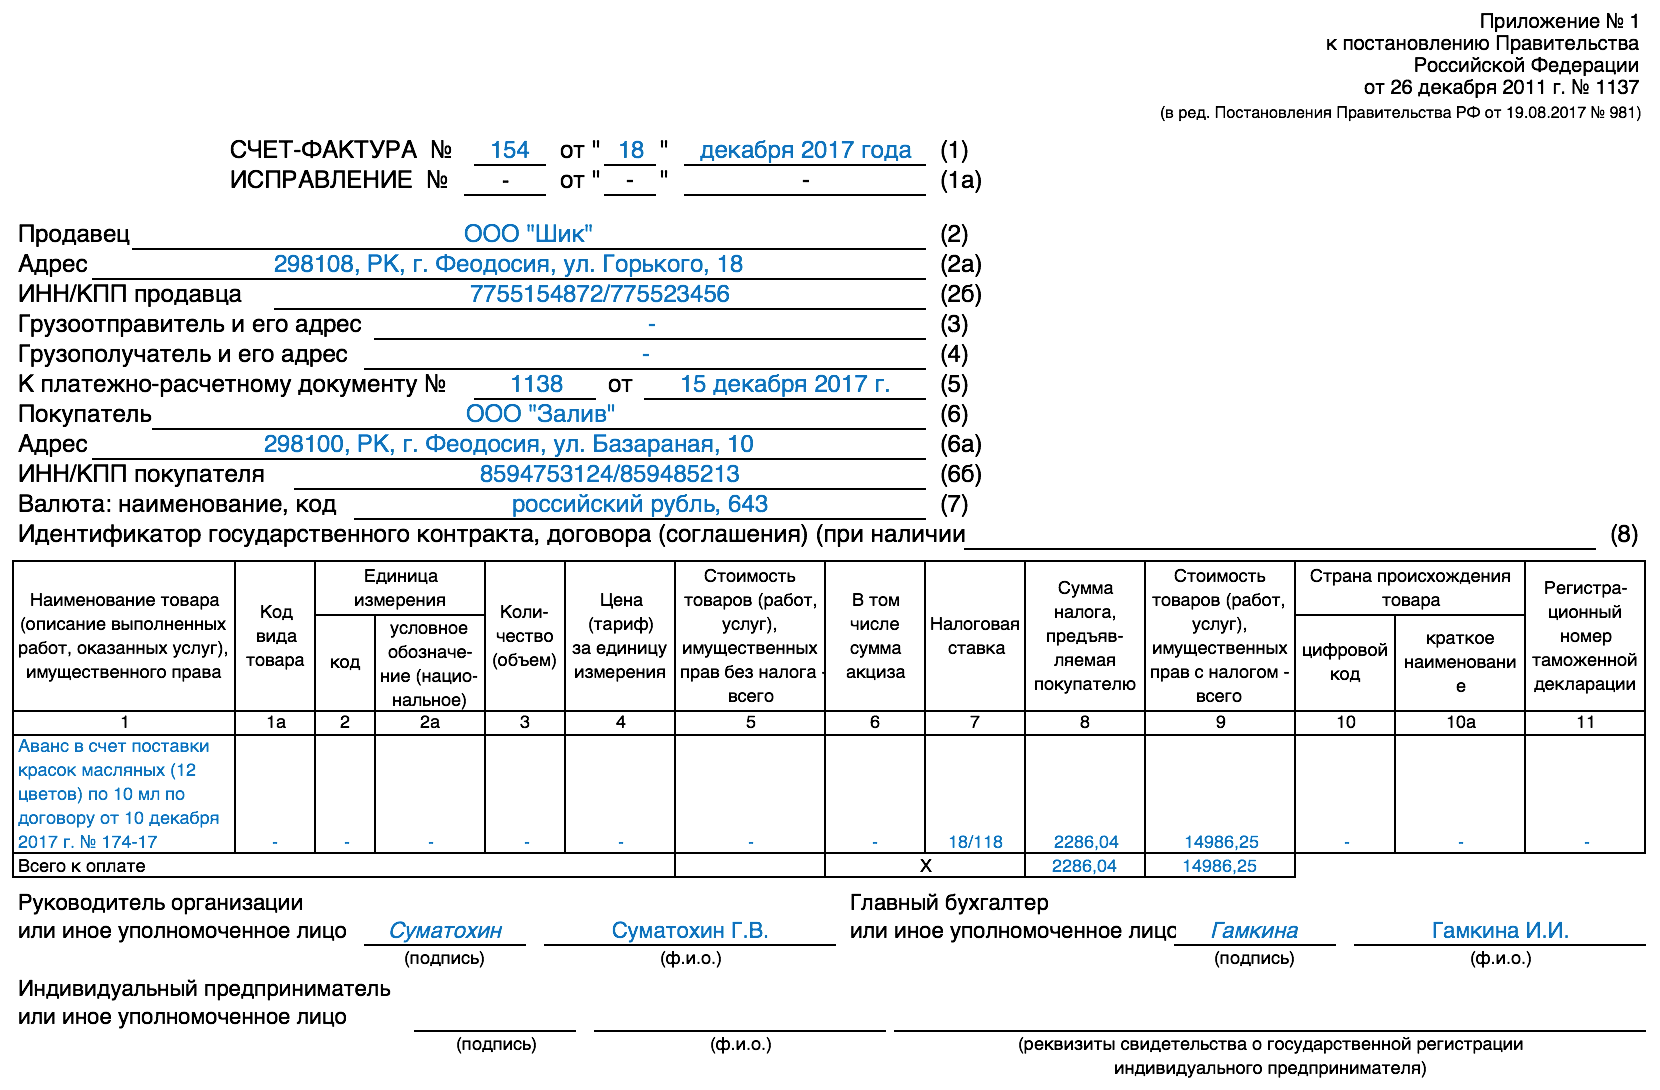 Приложение № 1
к постановлению Правительства
Российской Федерации
от 26 декабря 2011 г. № 1137
(в ред. Постановления Правительства РФ от 19.08.2017 № 981)
СЧЕТ-ФАКТУРА № 154 от " 18 " декабря 2017 года (1)
ИСПРАВЛЕНИЕ № - от " - " - (1а)
Продавец ООО "Шик" (2)
Адрес 298108, РК, г. Феодосия, ул. Горького, 18 (2а)
ИНН/КПП продавца 7755154872/775523456 (2б)
Грузоотправитель и его адрес - (3)
Грузополучатель и его адрес - (4)
К платежно-расчетному документу № 1138 от 15 декабря 2017 г. (5)
Покупатель ООО "Залив" (6)
Адрес 298100, РК, г. Феодосия, ул. Базараная, 10 (6а)
ИНН/КПП покупателя 8594753124/859485213 (6б)
Валюта: наименование, код российский рубль, 643 (7)
Идентификатор государственного контракта, договора (соглашения) (при наличии (8)
Наименование товара
(описание выполненных
работ, оказанных услуг),
имущественного права
Код
вида
товара
Единица
измерения
код
условное
обозначе-
ние (нацио-
нальное)
Коли-
чество
(объем)
Цена
(тариф)
за единицу
измерения
Стоимость
товаров (работ,
услуг),
имущественных
прав без налога -
всего
В том
числе
сумма
акциза
Налоговая
ставка
Сумма
налога,
предъяв-
ляемая
покупателю
Стоимость
товаров (работ,
услуг),
имущественных
прав с налогом -
всего
Страна происхождения
товара
цифровой
код
краткое
наименовани
е
Регистра-
ционный
номер
таможенной
декларации
1 1а 2 2а 3 4 5 6 7 8 9 10 10а 11
Аванс в счет поставки
красок масляных (12
цветов) по 10 мл по
договору от 10 декабря
2017 г. № 174-17 - - - - - - - 18/118 2286,04 14986,25 - - -
Всего к оплате Х 2286,04 14986,25
Руководитель организации
или иное уполномоченное лицо Суматохин Суматохин Г.В.
(подпись) (ф.и.о.)
Главный бухгалтер
или иное уполномоченное лицо Гамкина Гамкина И.И.
(подпись) (ф.и.о.)
Индивидуальный предприниматель
или иное уполномоченное лицо
(подпись) (ф.и.о.) (реквизиты свидетельства о государственной регистрации
индивидуального предпринимателя)